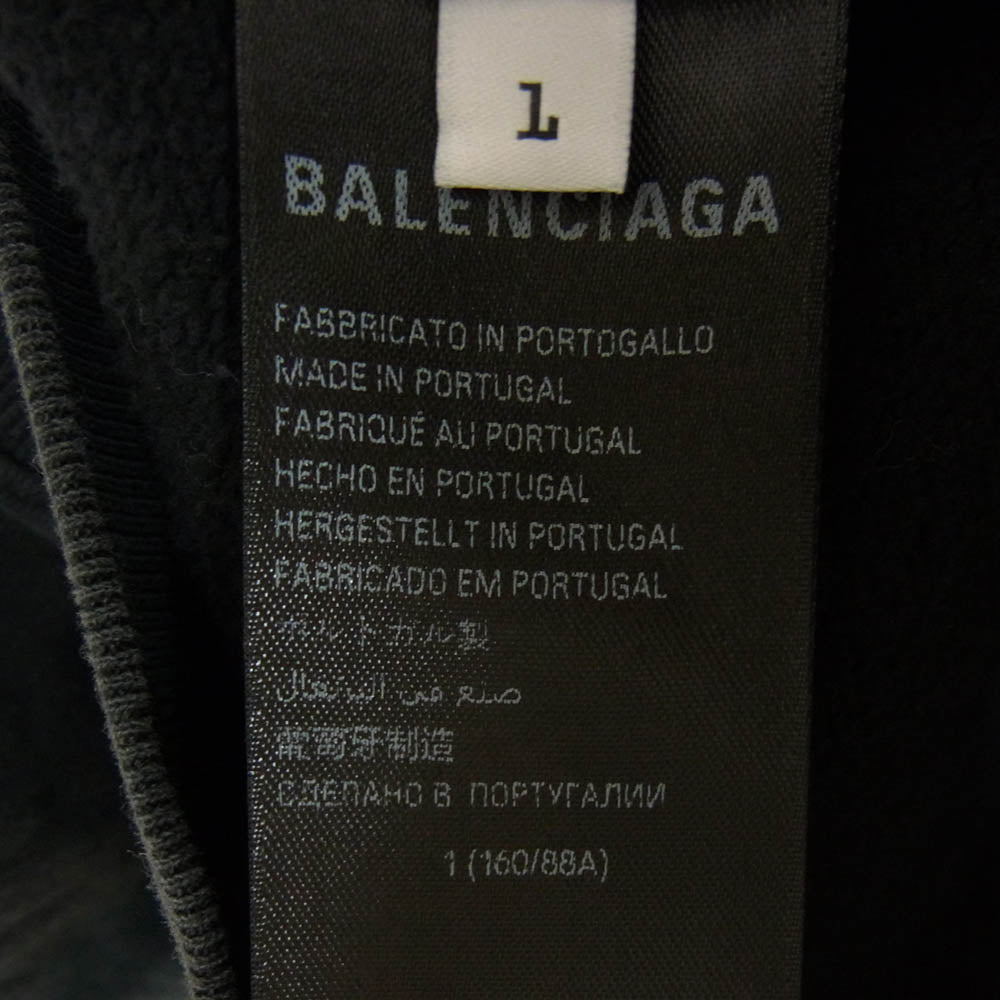 1
BALENCIAGA
FABBRICATO IN PORTOGALLO
MADE IN PORTUGAL
FABRIQUÉ AU PORTUGAL
HECHO EN PORTUGAL
HERGESTELLT IN PORTUGAL
FABRICADO EM PORTUGAL
ポルトガル製
صنع في البرتغال
葡萄牙制造
СДЕЛАНО В ПОРТУГАЛИИ
1 (160/88A)